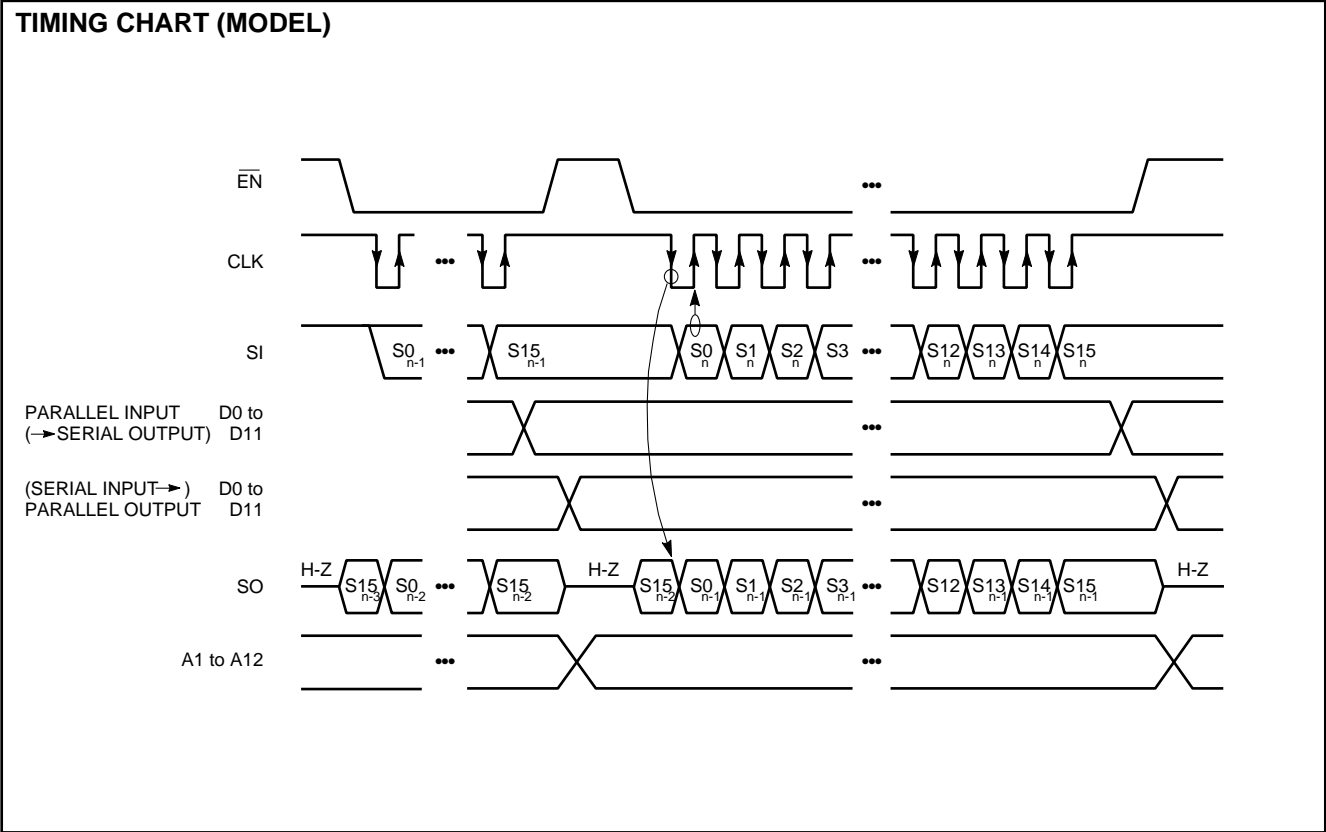 TIMING CHART (MODEL)
EN
•••
CLK
••• •••
SI S0 n-1 ••• S15 n-1 S0 n S1 n S2 n S3 ••• S12 n S13 n S14 n S15 n
PARALLEL INPUT D0 to
(→SERIAL OUTPUT) D11
•••
(SERIAL INPUT→ ) D0 to
PARALLEL OUTPUT D11
•••
H-Z H-Z H-Z
SO S15 n-3 S0 n-2 ••• S15 n-2 S15 n-2 S0 n-1 S1 n-1 S2 n-1 S3 n-1 ••• S12 S13 n-1 S14 n-1 S15 n-1
A1 to A12 ••• •••